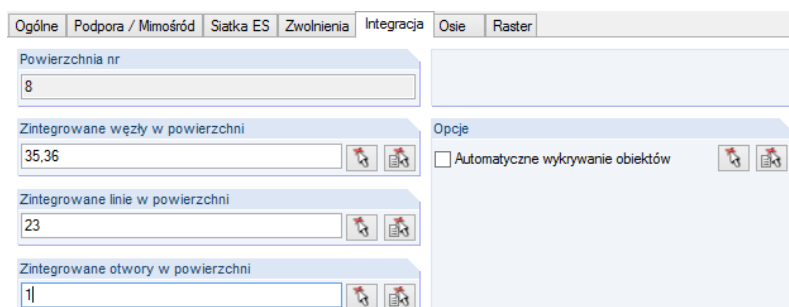 Ogólne Podpora / Mimośród Siatka ES Zwolnienia Integracja Osie Raster
Powierzchnia nr
8
Zintegrowane węzły w powierzchni
35,36
Opcje
Automatyczne wykrywanie obiektów
Zintegrowane linie w powierzchni
23
Zintegrowane otwory w powierzchni
1